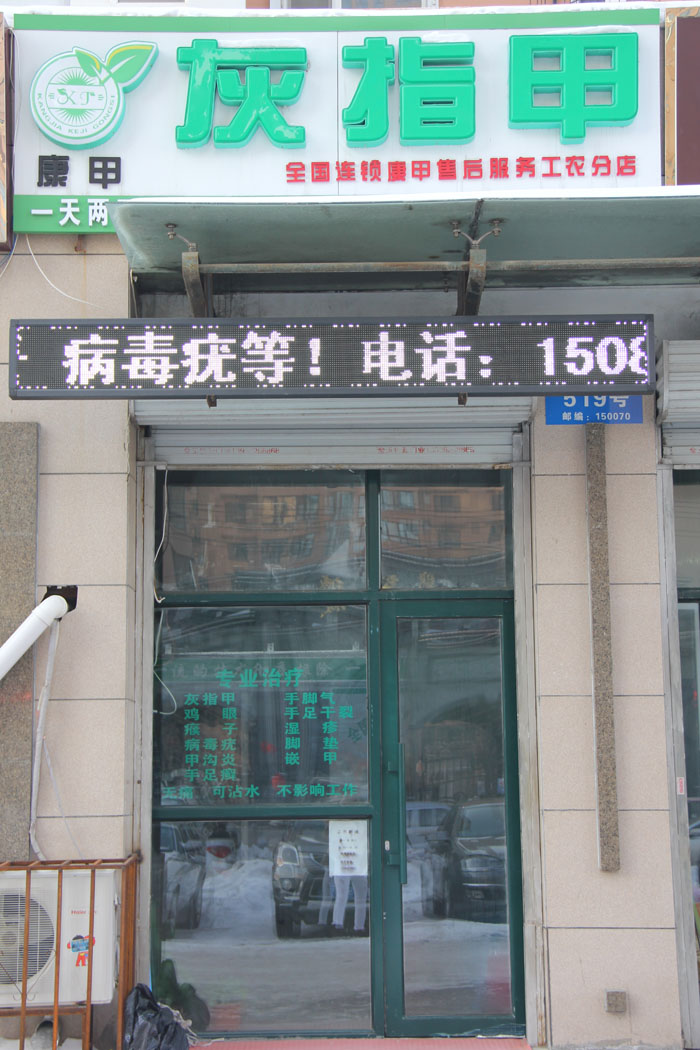 灰指甲
KANGJIA KEJI GONGSI
康甲
全国连锁康甲售后服务工农分店
一天两
病毒疣等！电话：1508
519号
邮编：150070
专业治疗
灰指甲 手脚气
鸡眼 手足干裂
瘊子 湿疹
病毒疣 脚垫
甲沟炎 嵌甲
手足癣
无痛 可沾水 不影响工作
Haier